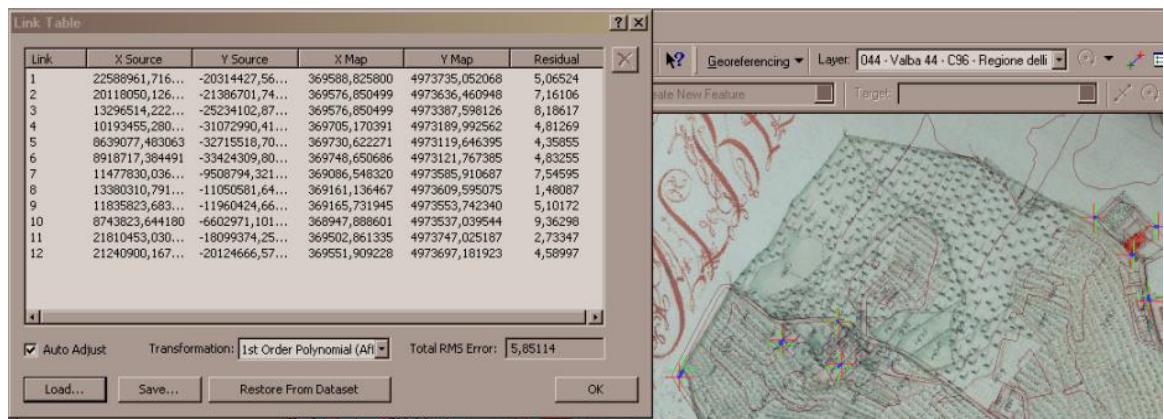 Link Table
Link X Source Y Source X Map Y Map Residual
1 22588961,716... -20314427,56... 369588,825800 4973735,052068 5,06524
2 20118050,126... -21386701,74... 369576,850499 4973636,460948 7,16106
3 13296514,222... -25234102,87... 369576,850499 4973387,598126 8,18617
4 10193455,280... -31072990,41... 369705,170391 4973189,992562 4,81269
5 8639077,483063 -32715518,70... 369730,622271 4973119,646395 4,35855
6 8918717,384491 -33424309,80... 369748,650686 4973121,767385 4,83255
7 11477830,036... -9508794,321... 369086,548320 4973585,910687 7,54595
8 13380310,791... -11050581,64... 369161,136467 4973609,595075 1,48087
9 11835823,683... -11960424,66... 369165,731945 4973553,742340 5,10172
10 8743823,644180 -6602971,101... 368947,888601 4973537,039544 9,36298
11 21810453,030... -18099374,25... 369502,861335 4973747,025187 2,73347
12 21240900,167... -20124666,57... 369551,909228 4973697,181923 4,58997
Auto Adjust Transformation: 1st Order Polynomial (Aff Total RMS Error: 5,85114
Load... Save... Restore From Dataset OK
Georeferencing Layer: 044 - Valba 44 - C96 - Regione delli
eate New Feature Target: